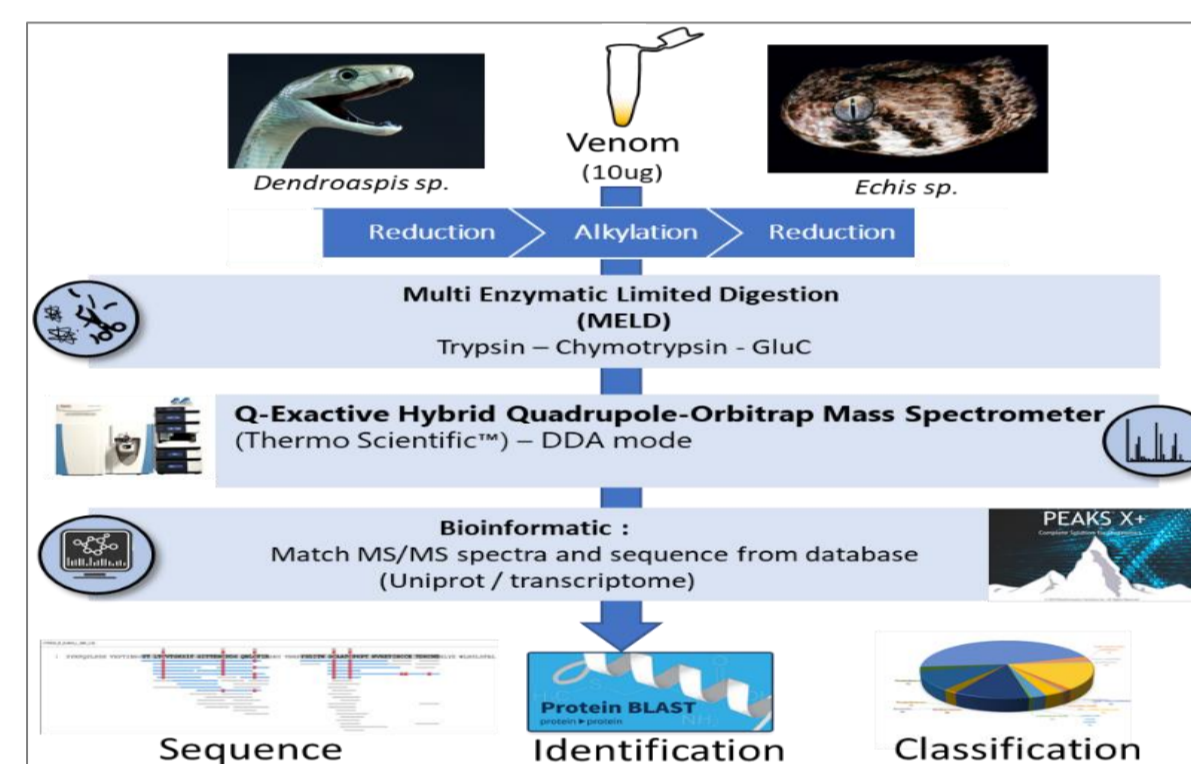 Venom
(10ug)
Dendroaspis sp.
Echis sp.
Reduction
Alkylation
Reduction
Multi Enzymatic Limited Digestion
(MELD)
Trypsin – Chymotrypsin - GluC
Q-Exactive Hybrid Quadrupole-Orbitrap Mass Spectrometer
(Thermo Scientific™) – DDA mode
Bioinformatic :
Match MS/MS spectra and sequence from database
(Uniprot / transcriptome)
PEAKS X+
Protein BLAST
protein ▸ protein
Sequence
Identification
Classification